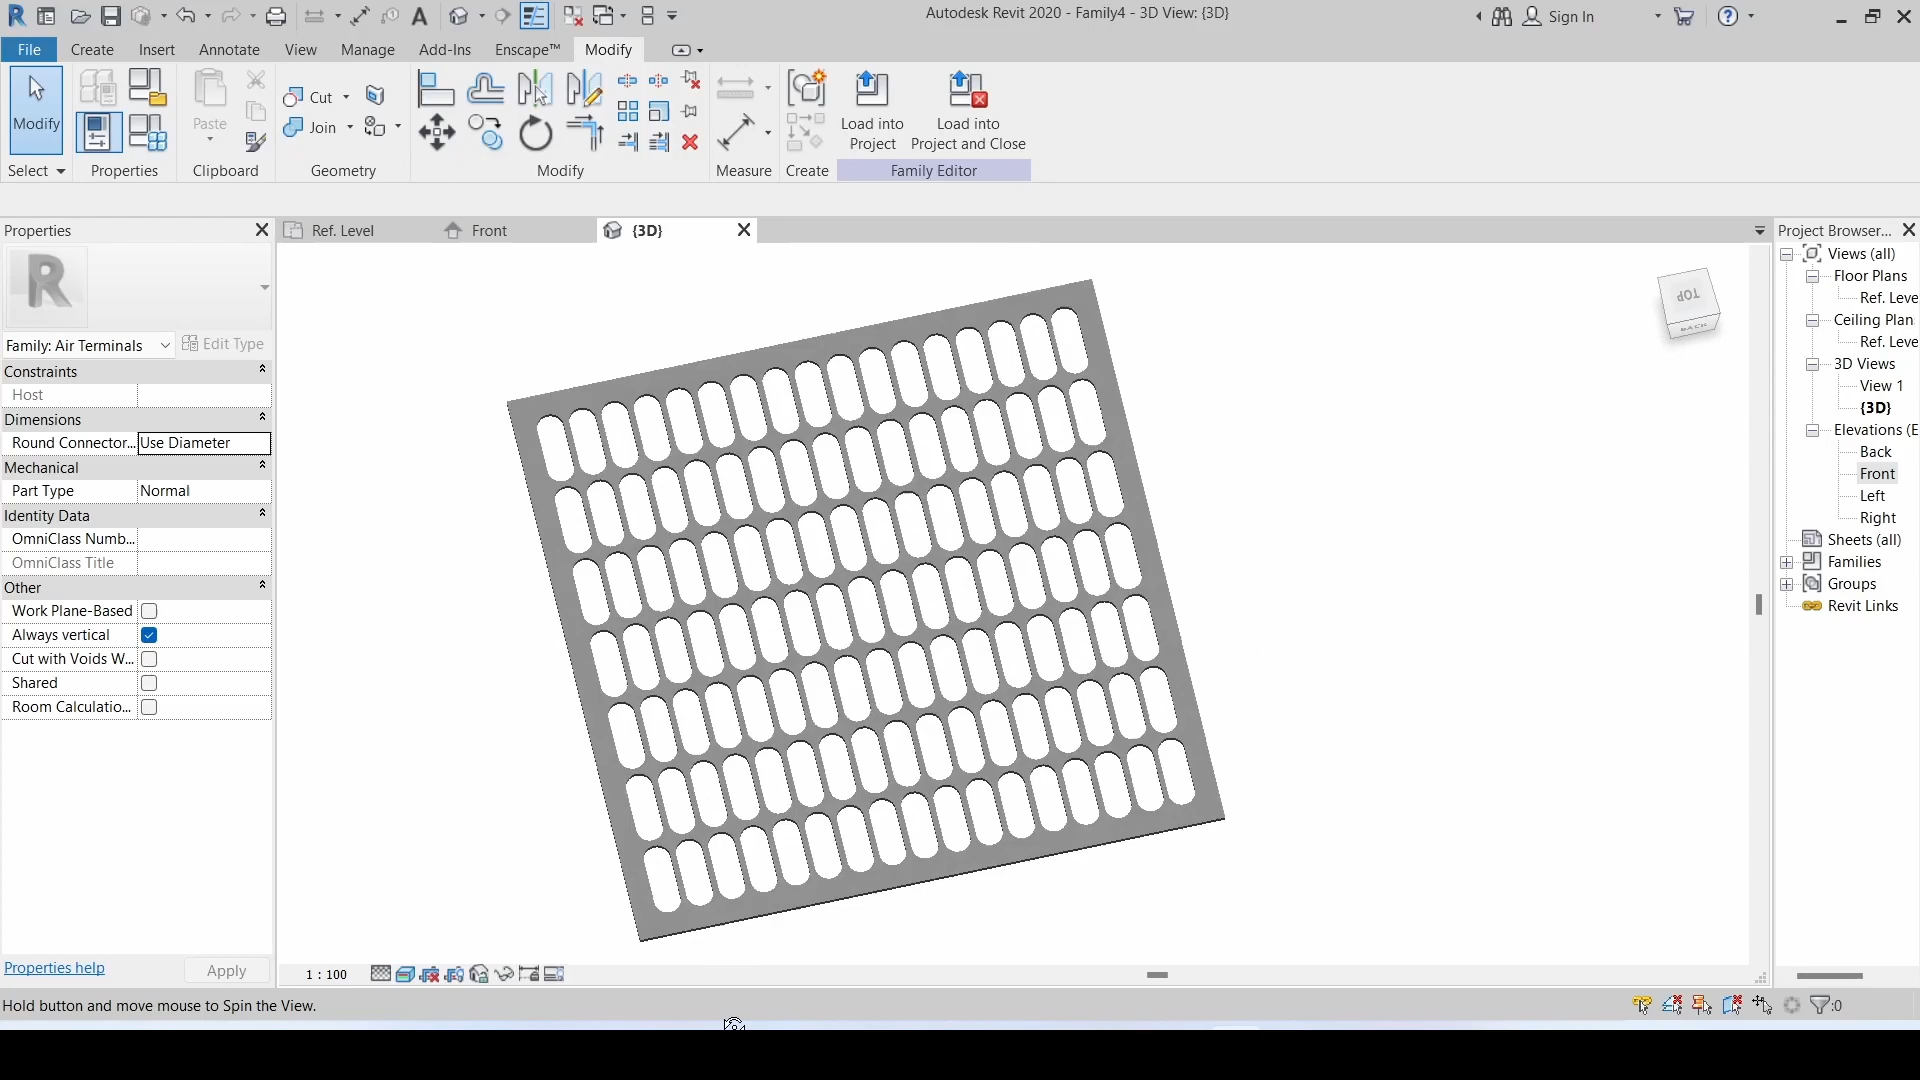 Autodesk Revit 2020 - Family4 - 3D View: {3D}
Sign In
File
Create
Insert
Annotate
View
Manage
Add-Ins
Enscape™
Modify
Modify
Paste
Cut
Join
Load into
Project
Load into
Project and Close
Select
Properties
Clipboard
Geometry
Modify
Measure
Create
Family Editor
Properties
Ref. Level
Front
{3D}
Project Browser...
R
Family: Air Terminals
Edit Type
Constraints
Host
Dimensions
Round Connector...
Use Diameter
Mechanical
Part Type
Normal
Identity Data
OmniClass Numb...
OmniClass Title
Other
Work Plane-Based
Always vertical
Cut with Voids W...
Shared
Room Calculatio...
Properties help
Apply
TOP
BACK
Views (all)
Floor Plans
Ref. Leve
Ceiling Plan
Ref. Leve
3D Views
View 1
{3D}
Elevations (E
Back
Front
Left
Right
Sheets (all)
Families
Groups
Revit Links
1 : 100
Hold button and move mouse to Spin the View.
:0